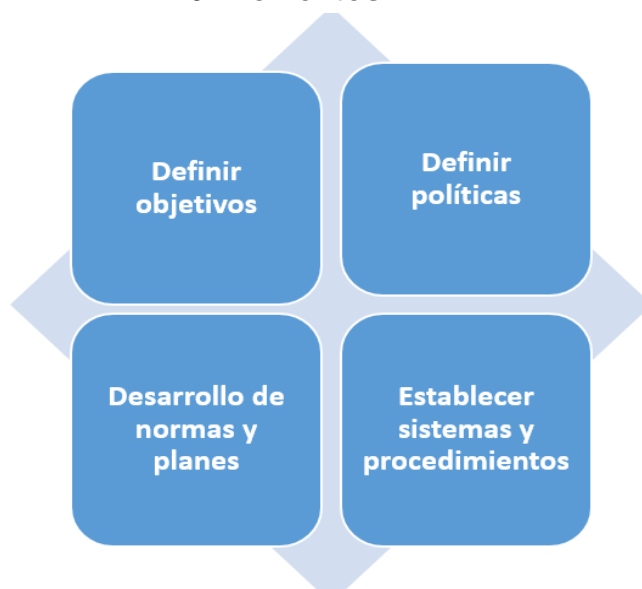 Definir
objetivos
Definir
políticas
Desarrollo de
normas y
planes
Establecer
sistemas y
procedimientos